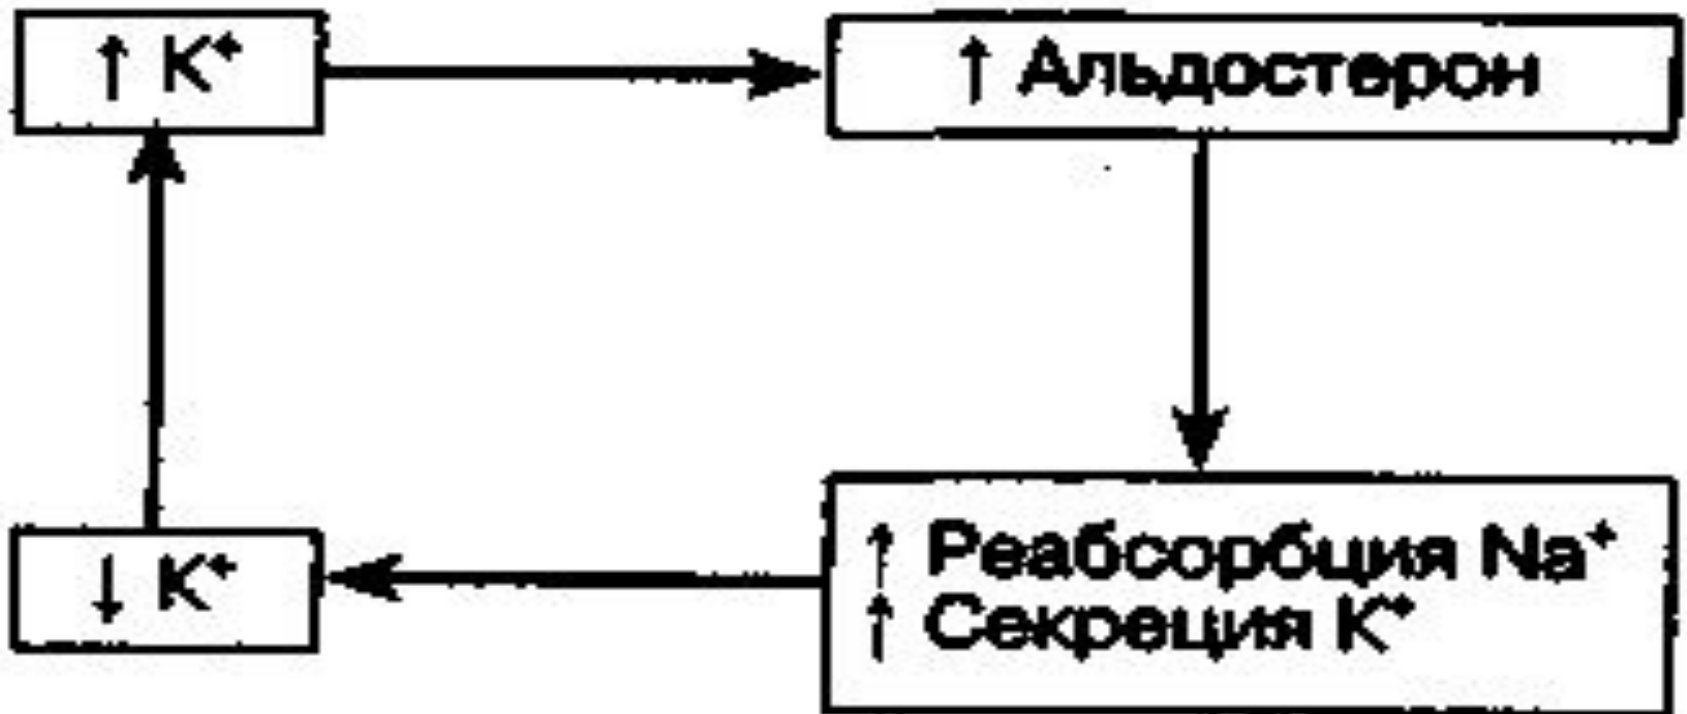 ↑ K⁺
↑ Альдостерон
↑ Реабсорбция Na⁺
↑ Секреция K⁺
↓ K⁺